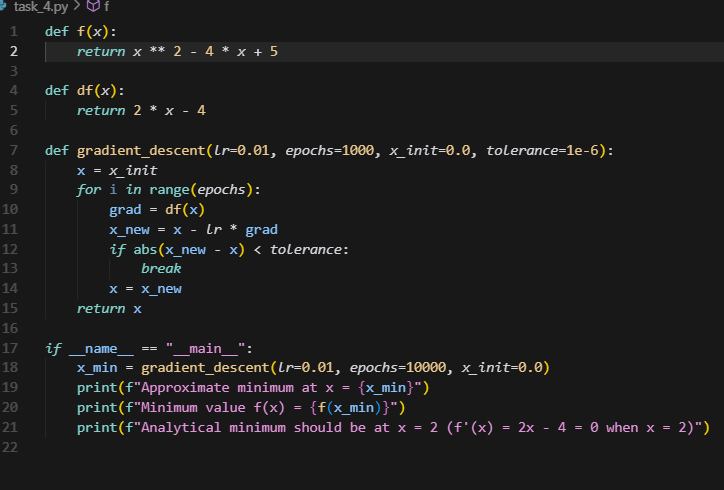 task_4.py > f
1 def f(x):
2     return x ** 2 - 4 * x + 5
3
4 def df(x):
5     return 2 * x - 4
6
7 def gradient_descent(lr=0.01, epochs=1000, x_init=0.0, tolerance=1e-6):
8     x = x_init
9     for i in range(epochs):
10         grad = df(x)
11         x_new = x - lr * grad
12         if abs(x_new - x) < tolerance:
13             break
14         x = x_new
15     return x
16
17 if __name__ == "__main__":
18     x_min = gradient_descent(lr=0.01, epochs=10000, x_init=0.0)
19     print(f"Approximate minimum at x = {x_min}")
20     print(f"Minimum value f(x) = {f(x_min)}")
21     print(f"Analytical minimum should be at x = 2 (f'(x) = 2x - 4 = 0 when x = 2)")
22